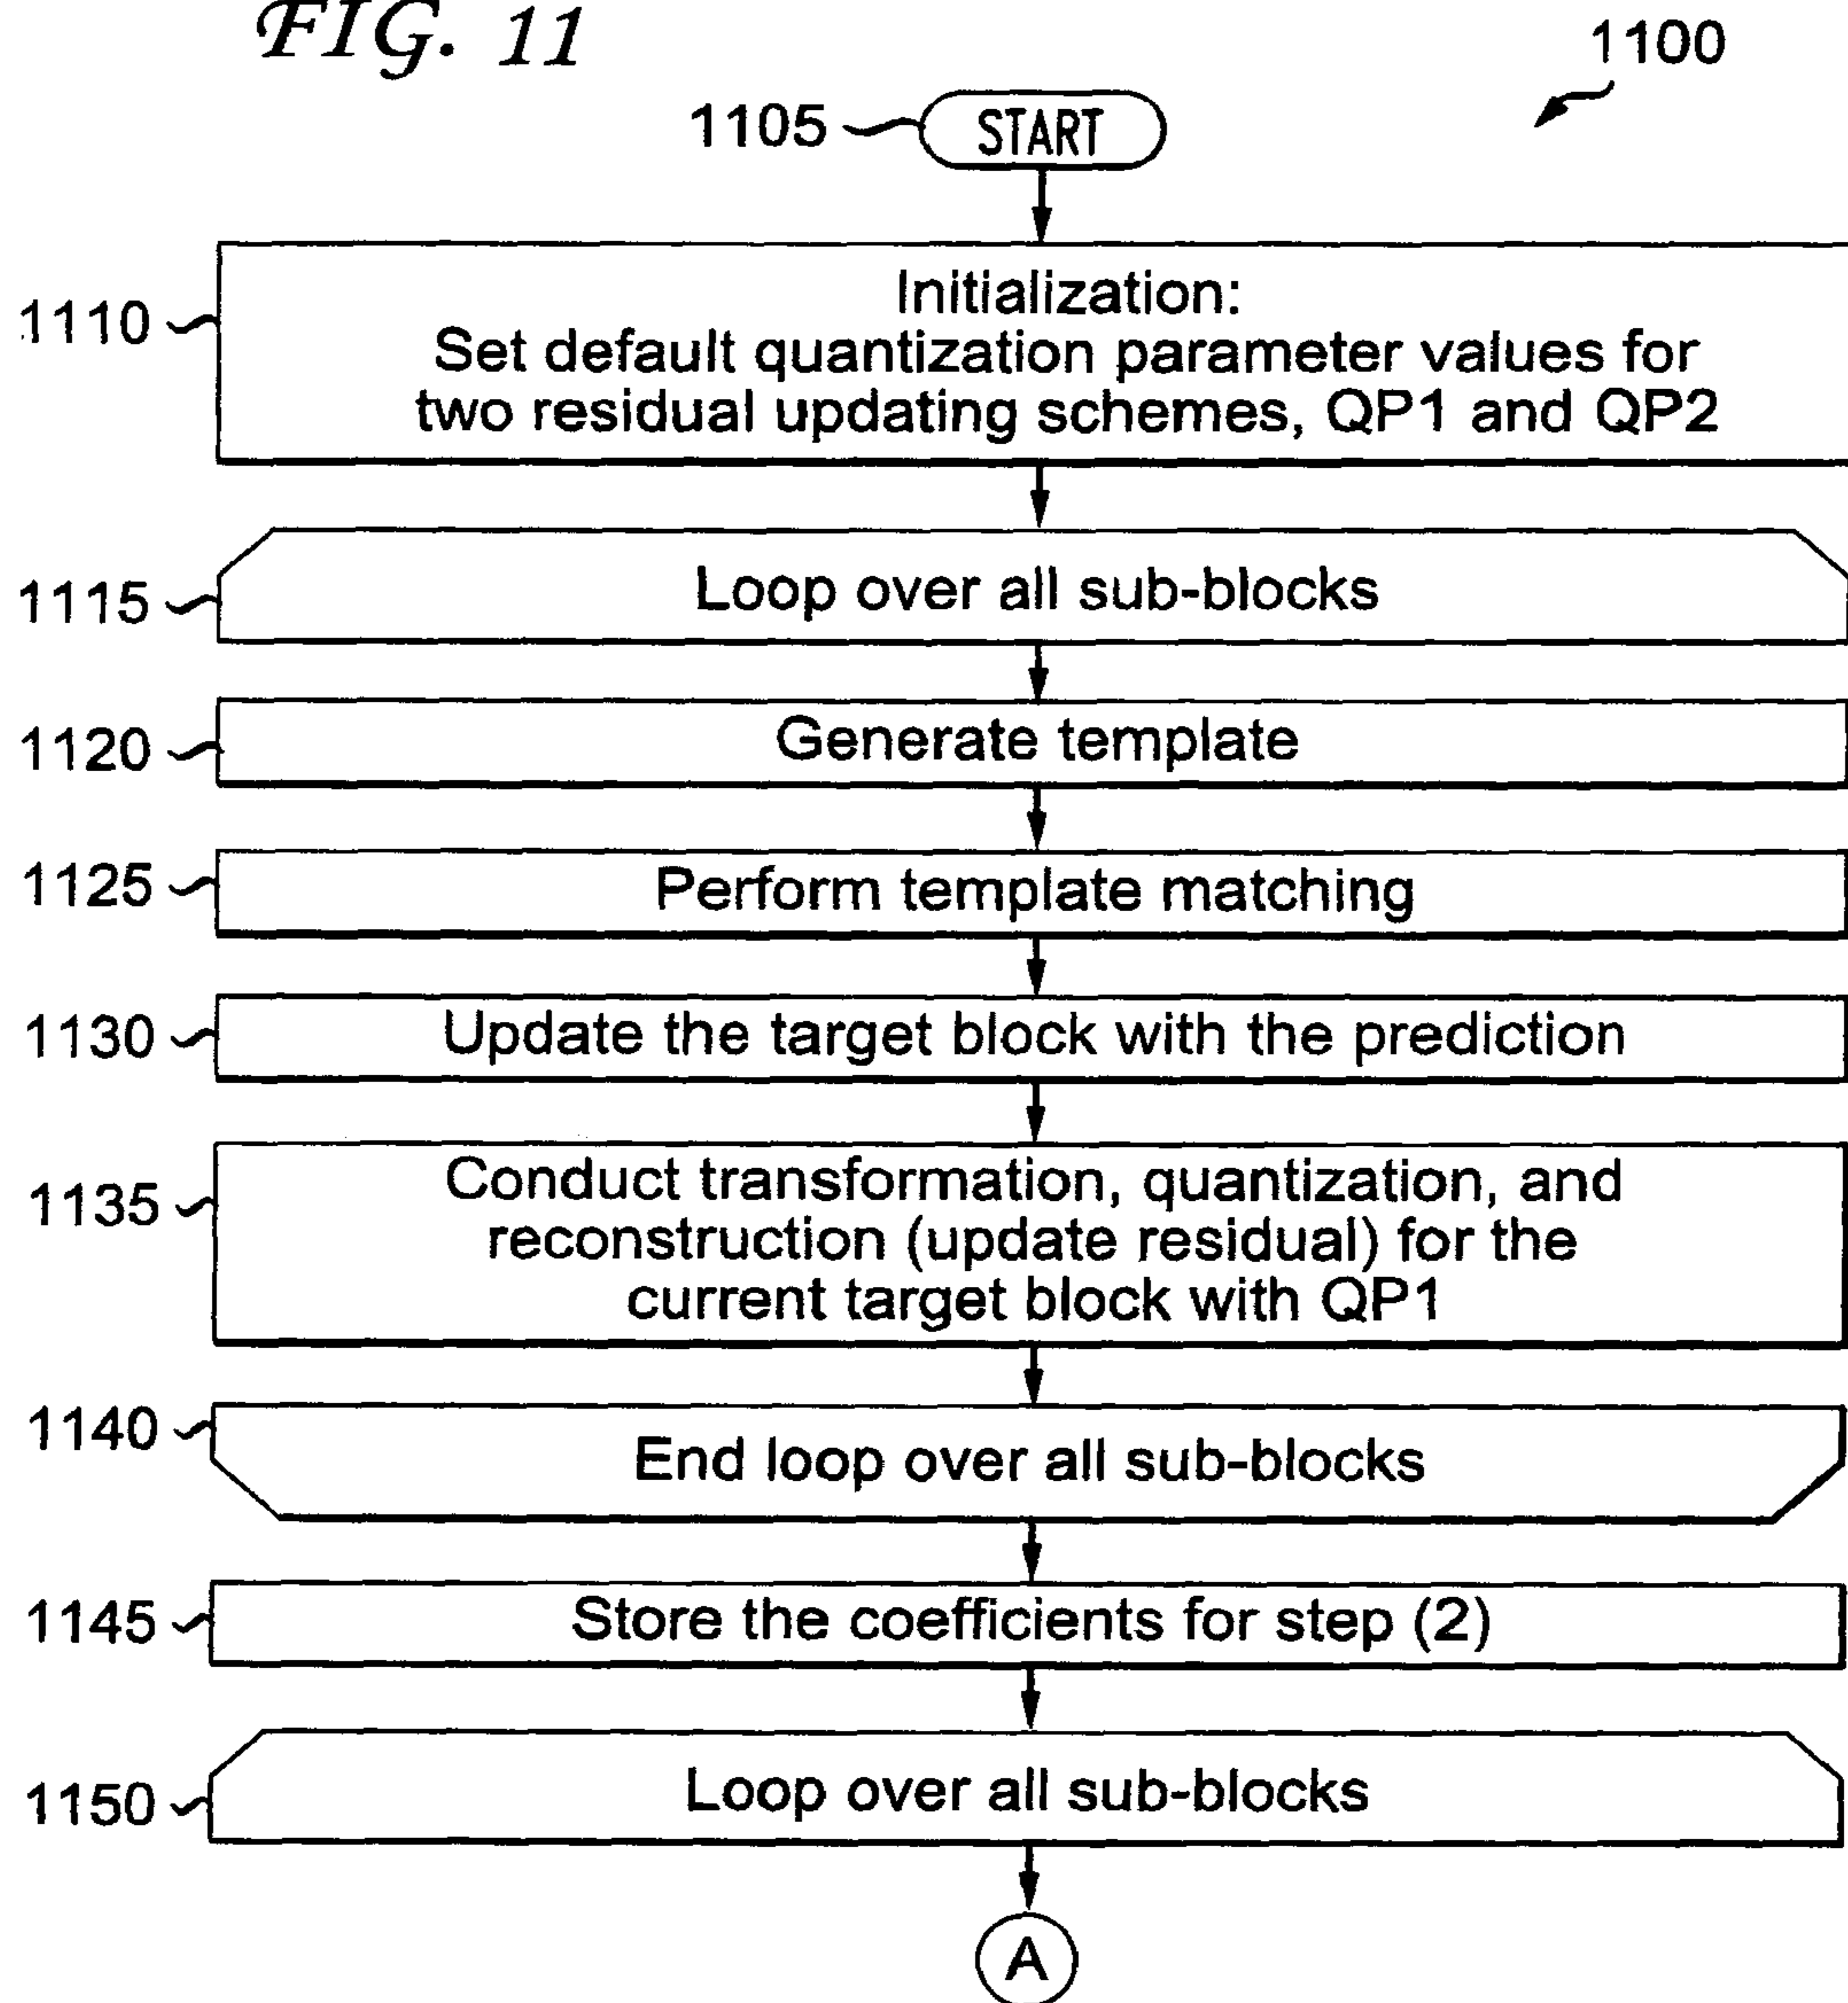 FIG. 11
1100
1105
START
1110
Initialization:
Set default quantization parameter values for
two residual updating schemes, QP1 and QP2
1115
Loop over all sub-blocks
1120
Generate template
1125
Perform template matching
1130
Update the target block with the prediction
1135
Conduct transformation, quantization, and
reconstruction (update residual) for the
current target block with QP1
1140
End loop over all sub-blocks
1145
Store the coefficients for step (2)
1150
Loop over all sub-blocks
A